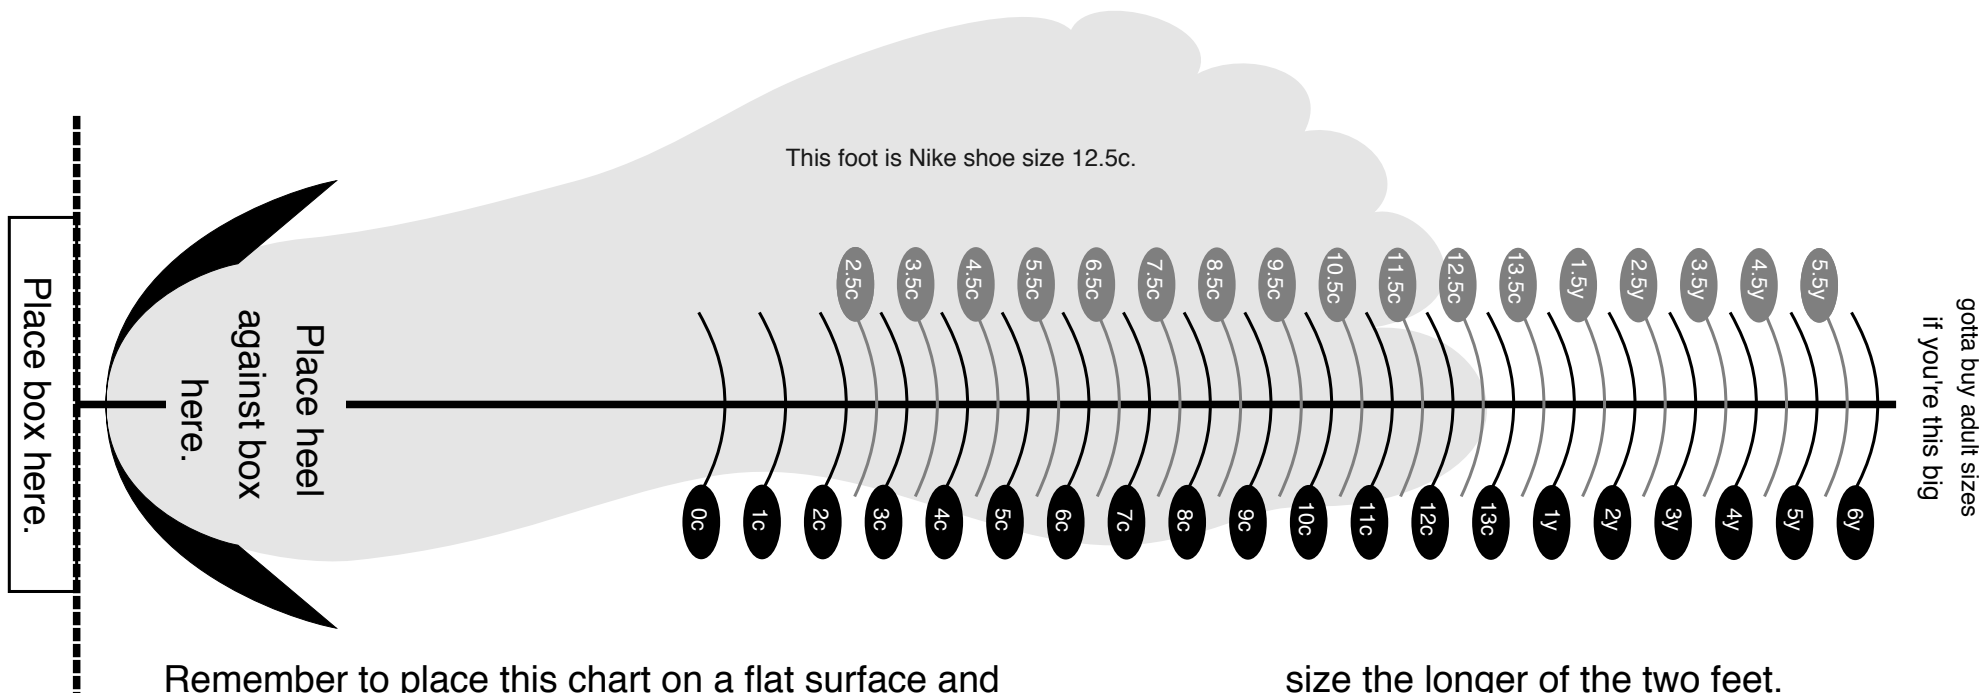 This foot is Nike shoe size 12.5c.
Place box here.
Place heel
against box
here.
2.5c 3.5c 4.5c 5.5c 6.5c 7.5c 8.5c 9.5c 10.5c 11.5c 12.5c 13.5c 1.5y 2.5y 3.5y 4.5y 5.5y
0c 1c 2c 3c 4c 5c 6c 7c 8c 9c 10c 11c 12c 13c 1y 2y 3y 4y 5y 6y
gotta buy adult sizes
if you're this big
Remember to place this chart on a flat surface and
size the longer of the two feet.